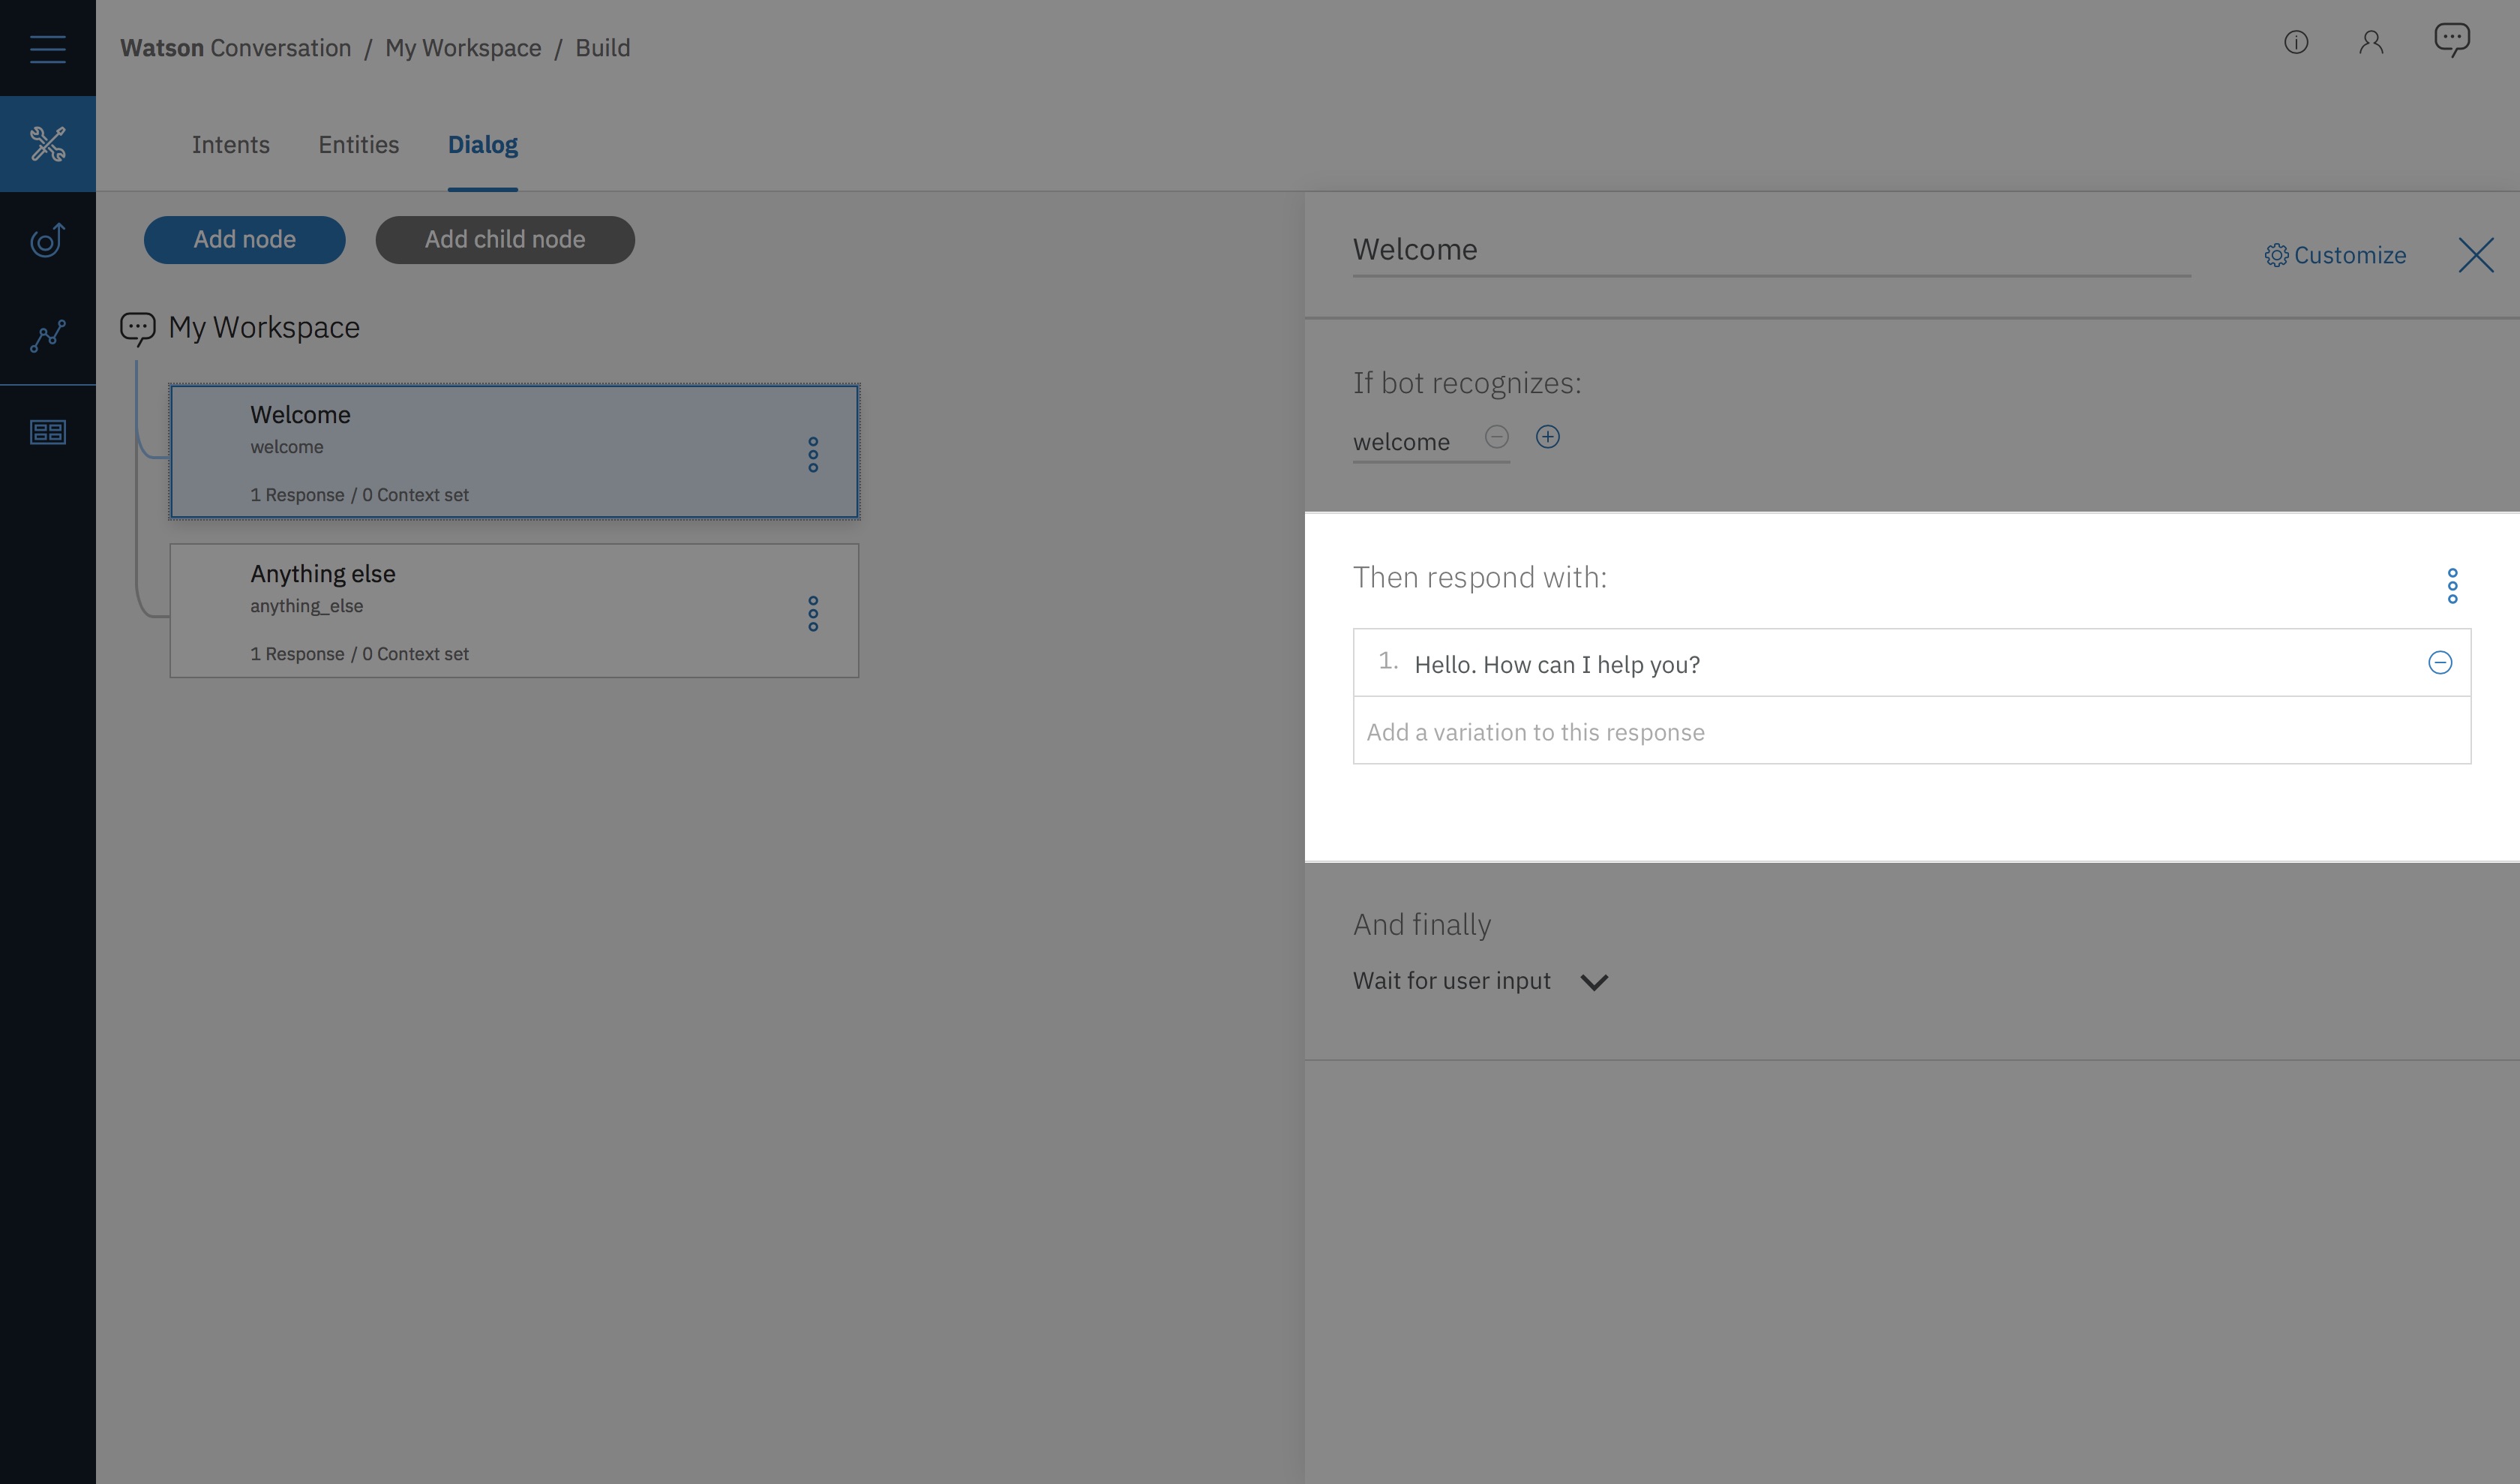 Watson Conversation / My Workspace / Build
Intents Entities Dialog
Add node Add child node
My Workspace
Welcome
welcome
1 Response / 0 Context set
Anything else
anything_else
1 Response / 0 Context set
Welcome
Customize
If bot recognizes:
welcome
Then respond with:
1. Hello. How can I help you?
Add a variation to this response
And finally
Wait for user input